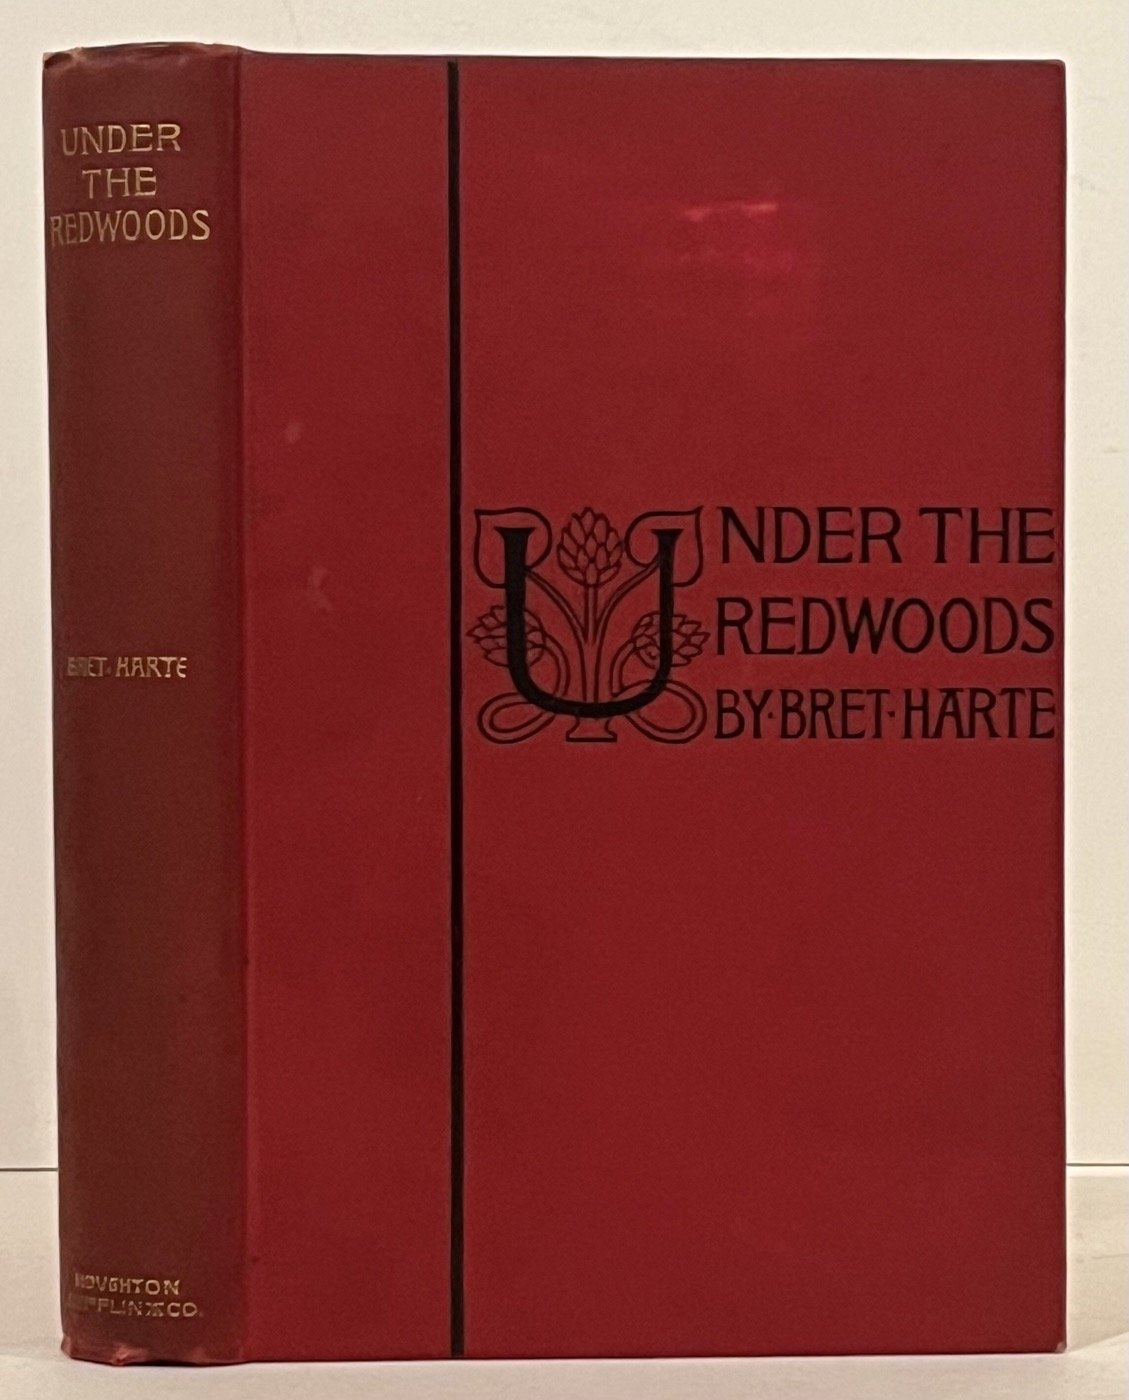 UNDER
THE
REDWOODS
BRET · HARTE
HOUGHTON
MIFFLIN & CO.
UNDER THE
REDWOODS
BY · BRET · HARTE